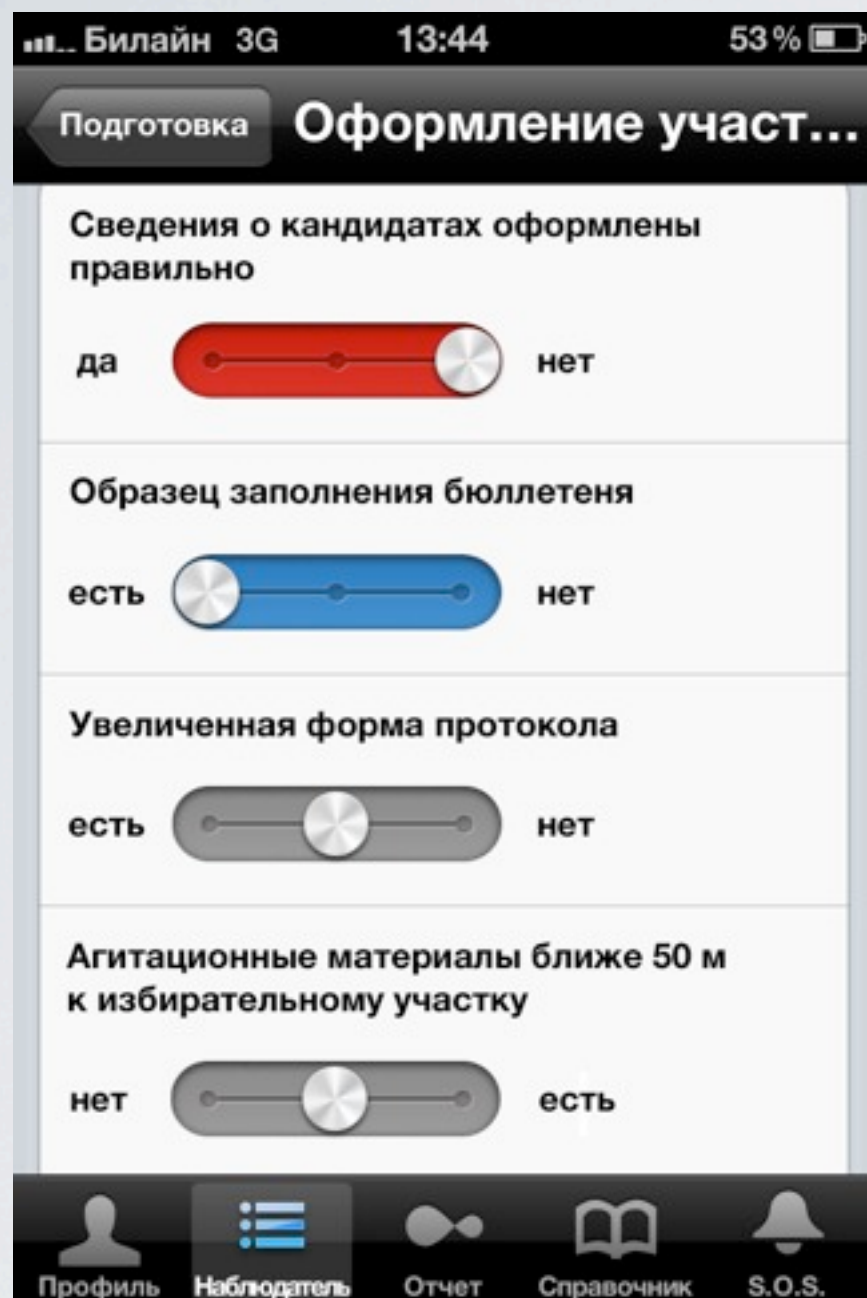 Билайн 3G 13:44 53%
Подготовка Оформление участ...
Сведения о кандидатах оформлены
правильно
да нет
Образец заполнения бюллетеня
есть нет
Увеличенная форма протокола
есть нет
Агитационные материалы ближе 50 м
к избирательному участку
нет есть
Профиль Наблюдатель Отчет Справочник S.O.S.